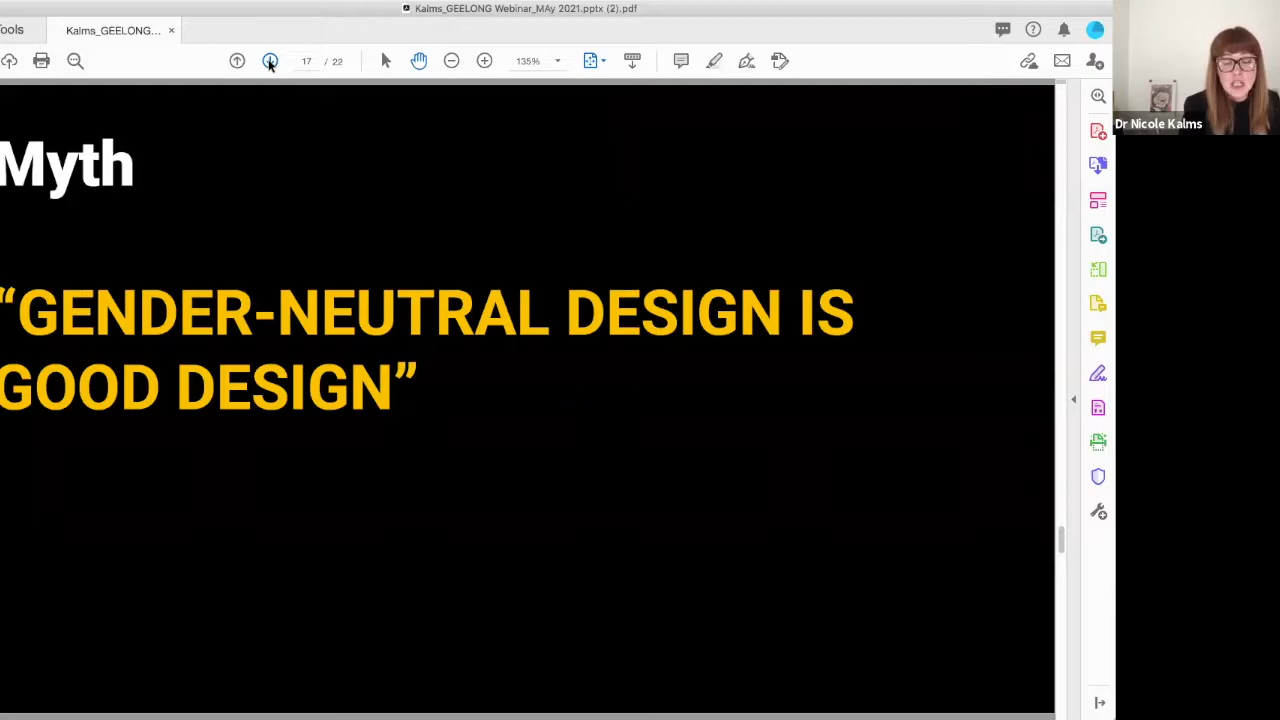 Kalms_GEELONG Webinar_MAy 2021.pptx (2).pdf
ools
Kalms_GEELONG... ×
17 / 22
135%
Dr Nicole Kalms
Myth
“GENDER-NEUTRAL DESIGN IS
GOOD DESIGN”